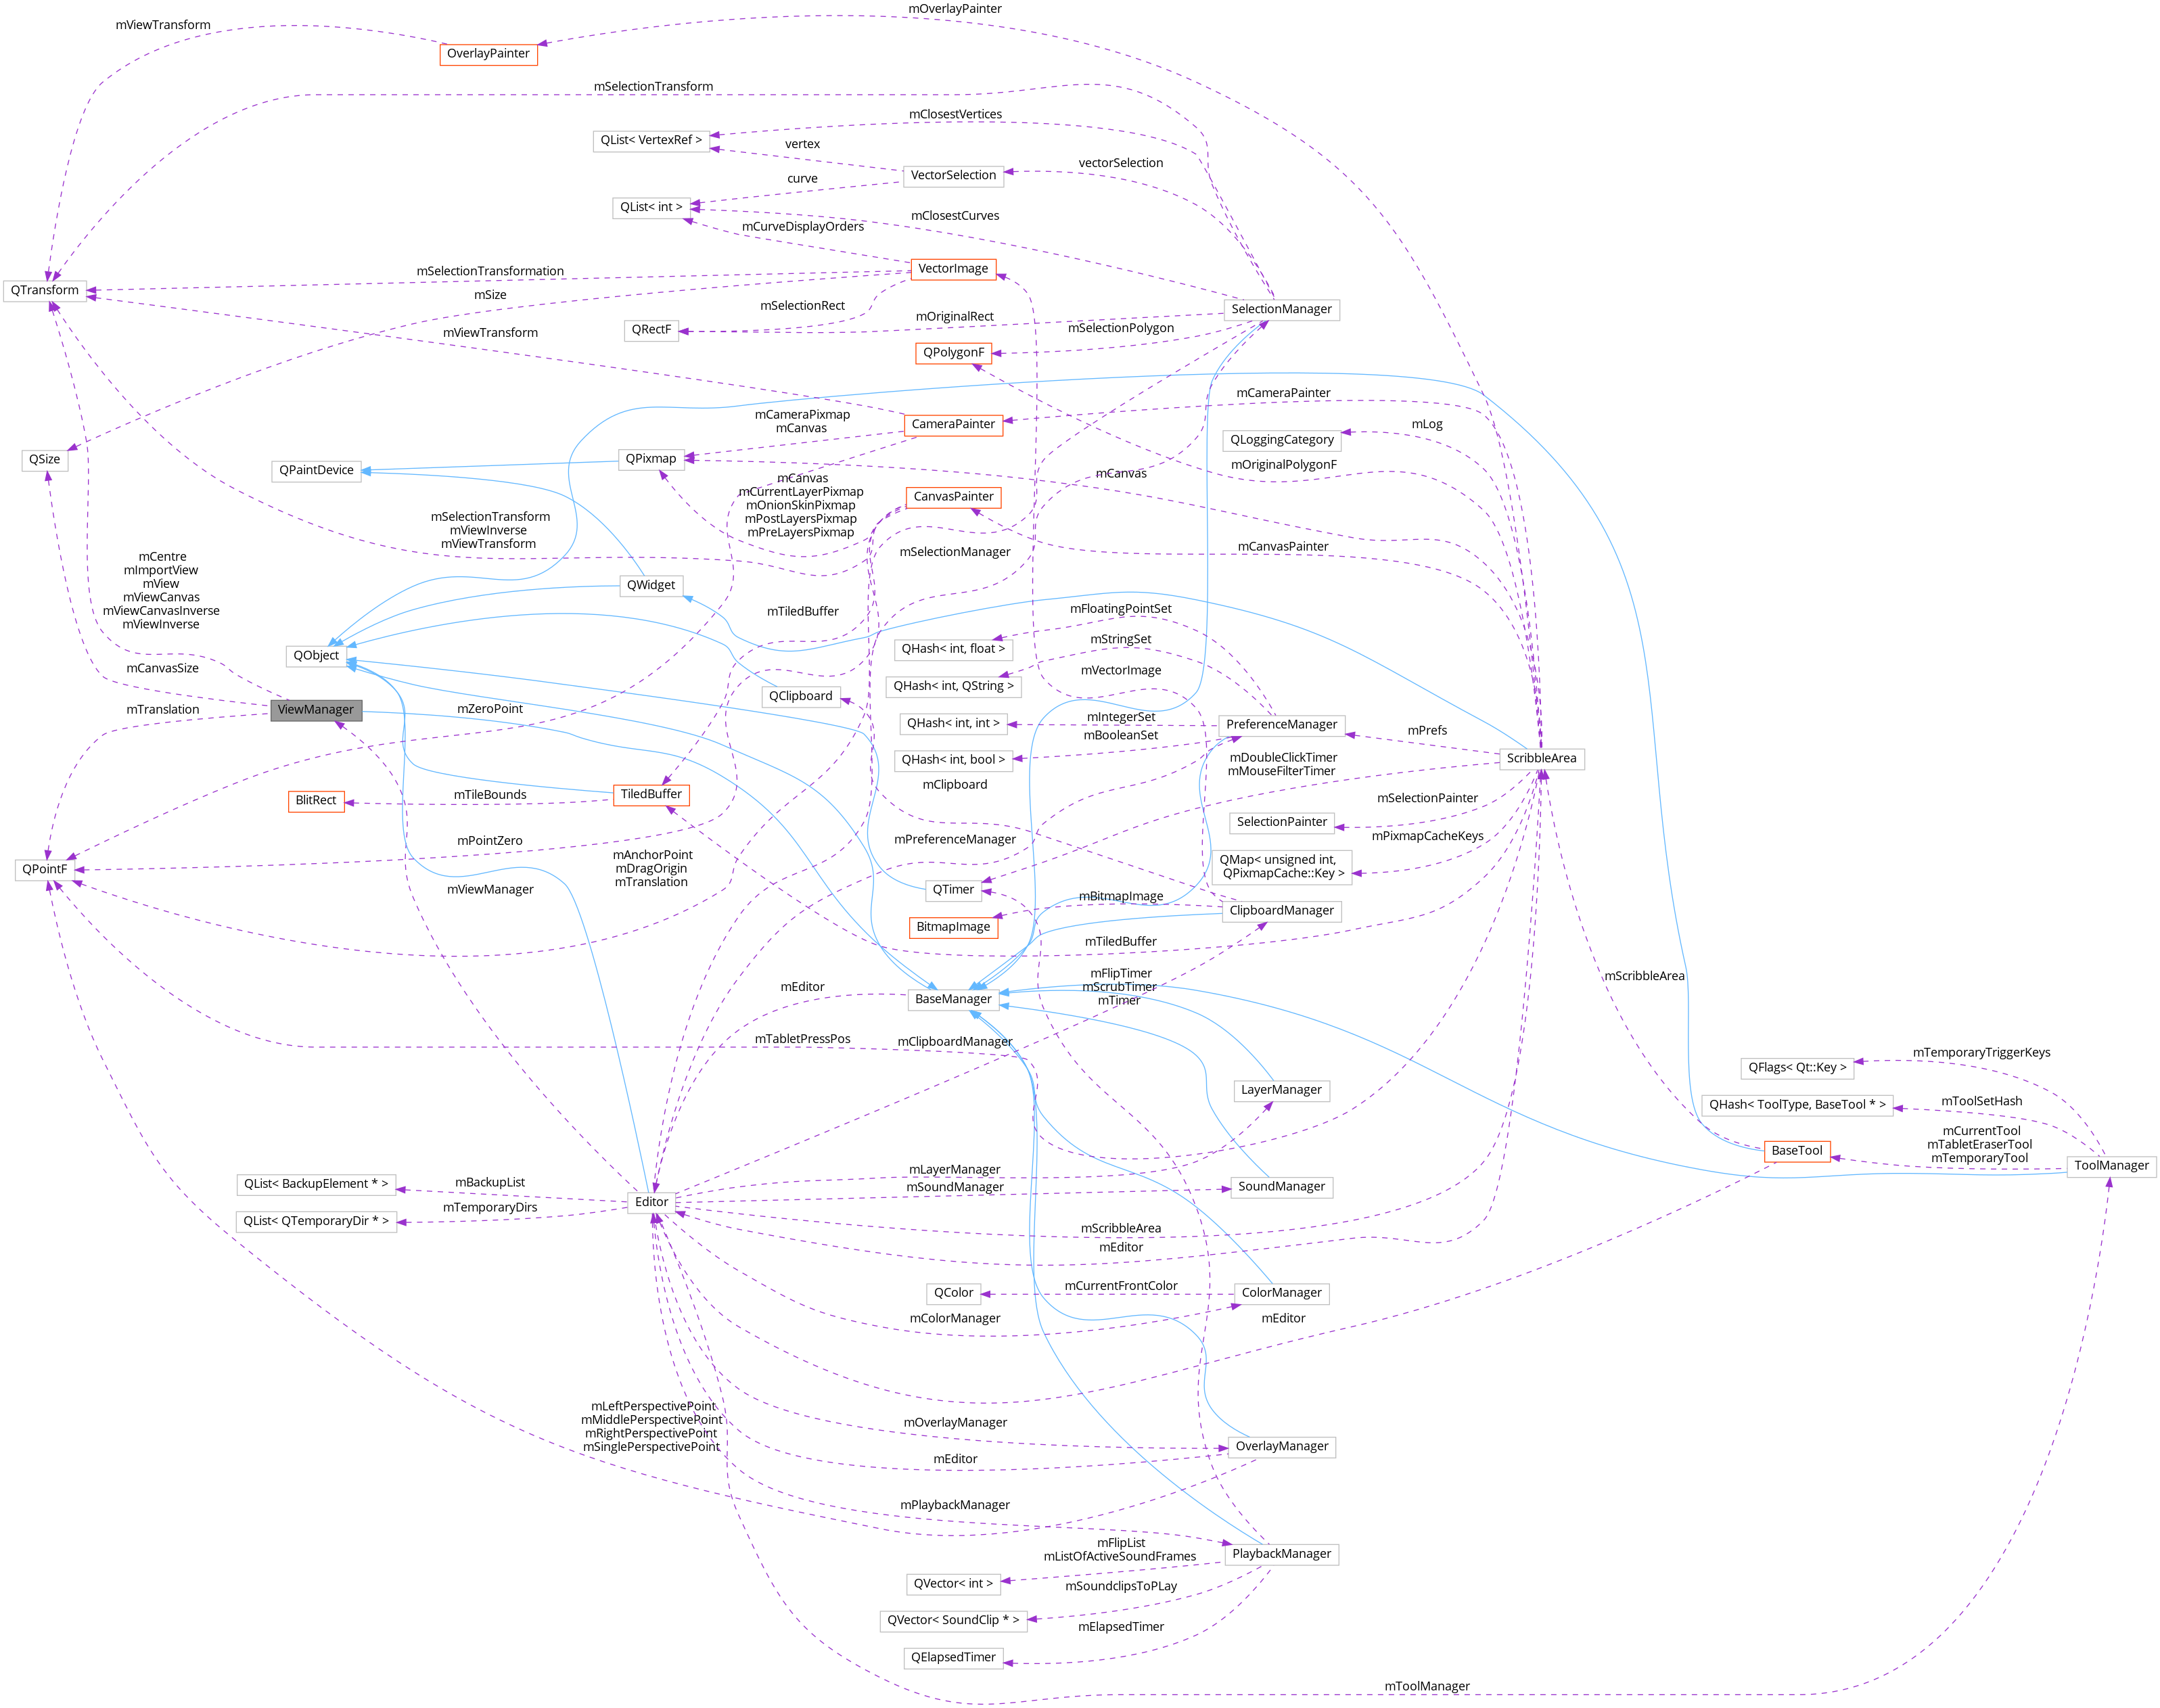 mOverlayPainter
mViewTransform
OverlayPainter
mSelectionTransform
mClosestVertices
QList< VertexRef >
vertex
vectorSelection
VectorSelection
curve
QList< int >
mClosestCurves
mCurveDisplayOrders
VectorImage
mSelectionTransformation
QTransform
mSize
mSelectionRect
SelectionManager
mOriginalRect
QRectF
mSelectionPolygon
mViewTransform
QPolygonF
mCameraPainter
mCameraPixmap
mCanvas
CameraPainter
mLog
QLoggingCategory
QSize
QPaintDevice
QPixmap
mOriginalPolygonF
mCanvas
mCanvas
mCurrentLayerPixmap
mOnionSkinPixmap
mPostLayersPixmap
mPreLayersPixmap
CanvasPainter
mSelectionTransform
mViewInverse
mViewTransform
mCanvasPainter
mSelectionManager
mCentre
mImportView
mView
mViewCanvas
mViewCanvasInverse
mViewInverse
QWidget
mTiledBuffer
mFloatingPointSet
QHash< int, float >
mStringSet
QObject
mCanvasSize
mVectorImage
QHash< int, QString >
QClipboard
ViewManager
mTranslation
mZeroPoint
mIntegerSet
QHash< int, int >
PreferenceManager
mBooleanSet
mPrefs
QHash< int, bool >
mDoubleClickTimer
mMouseFilterTimer
ScribbleArea
mClipboard
BlitRect
mTileBounds
TiledBuffer
mSelectionPainter
SelectionPainter
mPointZero
mPreferenceManager
mPixmapCacheKeys
QMap< unsigned int,
QPixmapCache::Key >
QPointF
mAnchorPoint
mDragOrigin
mTranslation
mViewManager
QTimer
mBitmapImage
ClipboardManager
BitmapImage
mTiledBuffer
mFlipTimer
mScrubTimer
mTimer
mScribbleArea
mEditor
BaseManager
mTabletPressPos
mClipboardManager
mTemporaryTriggerKeys
QFlags< Qt::Key >
LayerManager
mToolSetHash
QHash< ToolType, BaseTool * >
mCurrentTool
mTabletEraserTool
mTemporaryTool
BaseTool
ToolManager
mLayerManager
mBackupList
QList< BackupElement * >
mSoundManager
SoundManager
Editor
mTemporaryDirs
QList< QTemporaryDir * >
mScribbleArea
mEditor
mCurrentFrontColor
QColor
ColorManager
mColorManager
mEditor
mLeftPerspectivePoint
mMiddlePerspectivePoint
mRightPerspectivePoint
mSinglePerspectivePoint
mOverlayManager
OverlayManager
mEditor
mPlaybackManager
mFlipList
mListOfActiveSoundFrames
PlaybackManager
QVector< int >
mSoundclipsToPLay
QVector< SoundClip * >
mElapsedTimer
QElapsedTimer
mToolManager